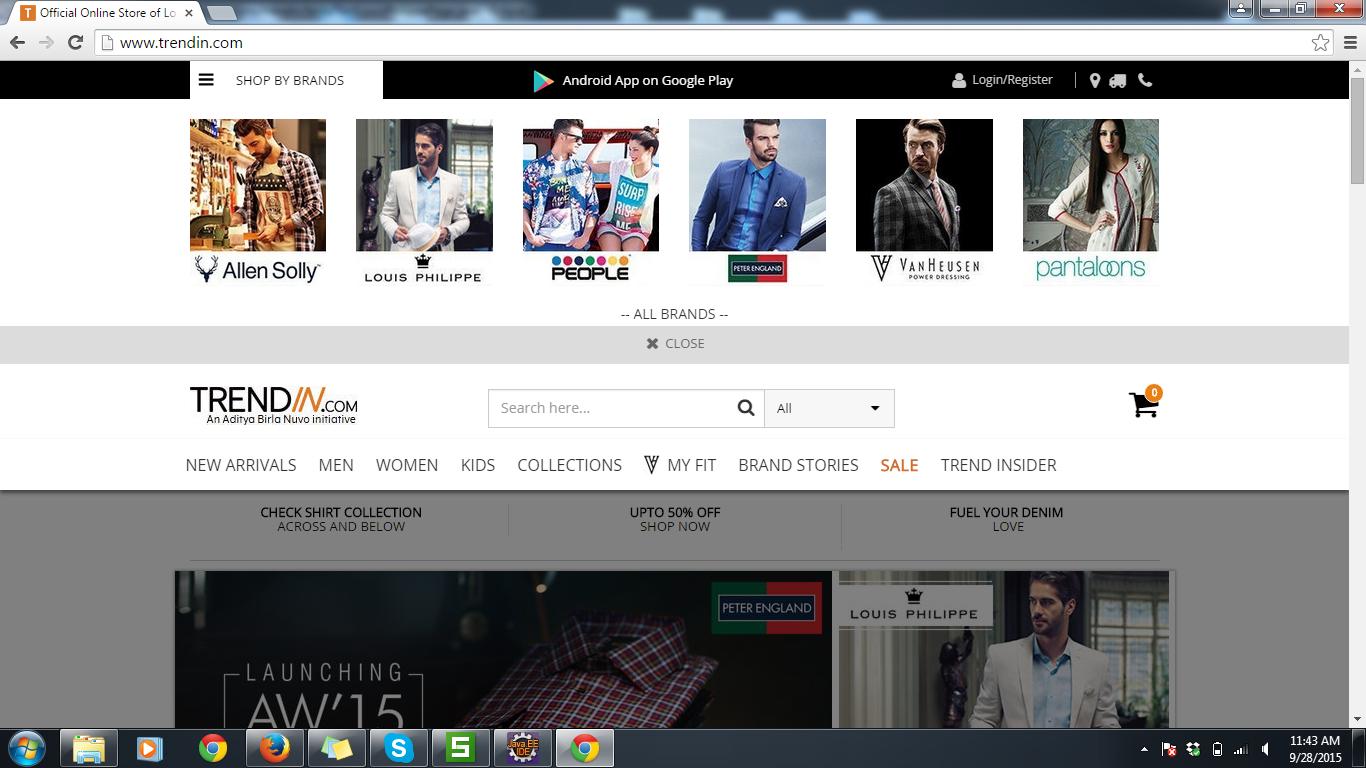 Official Online Store of Lo
www.trendin.com
SHOP BY BRANDS
Android App on Google Play
Login/Register
SURP
RISE
ME
Allen Solly™
LOUIS PHILIPPE
PEOPLE
PETER ENGLAND
VANHEUSEN
POWER DRESSING
pantaloons
-- ALL BRANDS --
CLOSE
TRENDIN.COM
An Aditya Birla Nuvo initiative
Search here...
All
0
NEW ARRIVALS MEN WOMEN KIDS COLLECTIONS MY FIT BRAND STORIES SALE TREND INSIDER
CHECK SHIRT COLLECTION
ACROSS AND BELOW
UPTO 50% OFF
SHOP NOW
FUEL YOUR DENIM
LOVE
PETER ENGLAND
LOUIS PHILIPPE
LAUNCHING
AW'15
Java EE
IDE
11:43 AM
9/28/2015